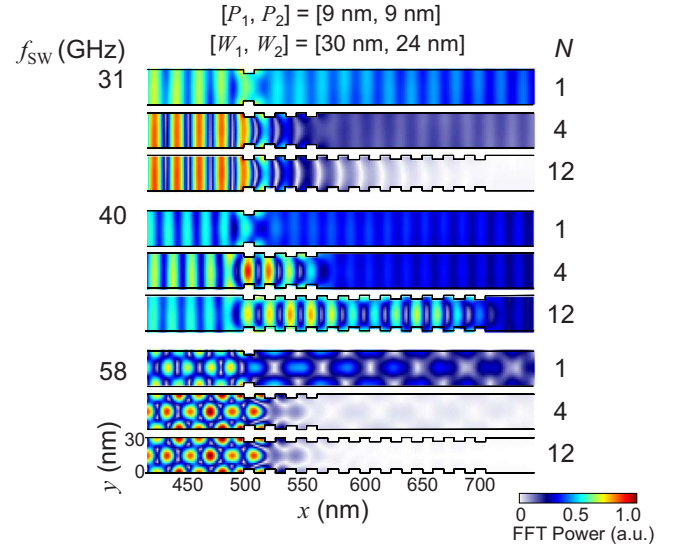 [P₁, P₂] = [9 nm, 9 nm]
[W₁, W₂] = [30 nm, 24 nm]
f_SW (GHz)
N
31
1
4
12
40
1
4
12
58
1
4
12
y (nm)
30
0
450 500 550 600 650 700
x (nm)
0 0.5 1.0
FFT Power (a.u.)